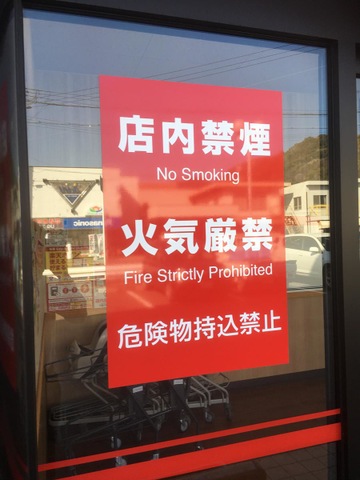 店内禁煙
No Smoking
火気厳禁
Fire Strictly Prohibited
危険物持込禁止
Panasonic